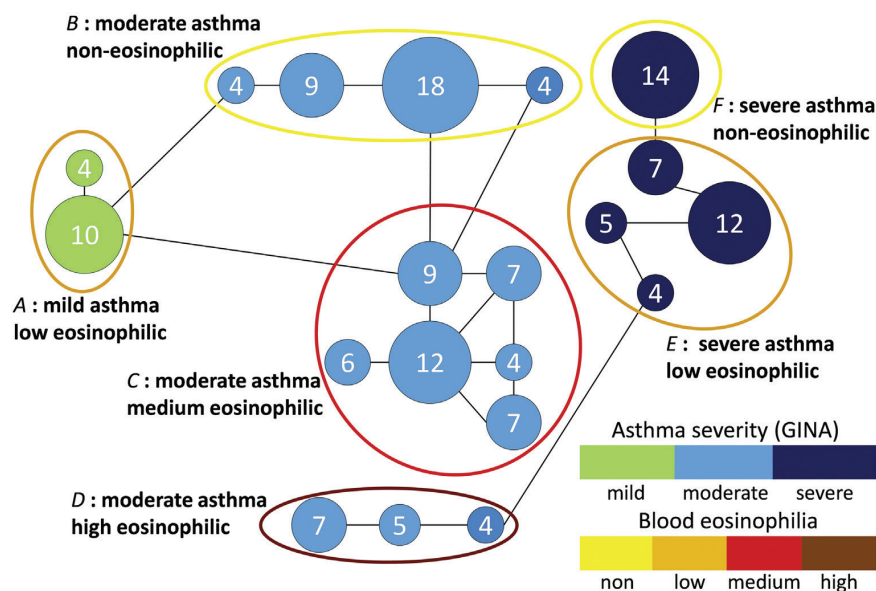 B : moderate asthma
non-eosinophilic
4
9
18
4
14
F : severe asthma
non-eosinophilic
4
10
A : mild asthma
low eosinophilic
7
5
12
4
E : severe asthma
low eosinophilic
9
7
6
12
4
7
C : moderate asthma
medium eosinophilic
D : moderate asthma
high eosinophilic
7
5
4
Asthma severity (GINA)
mild moderate severe
Blood eosinophilia
non low medium high